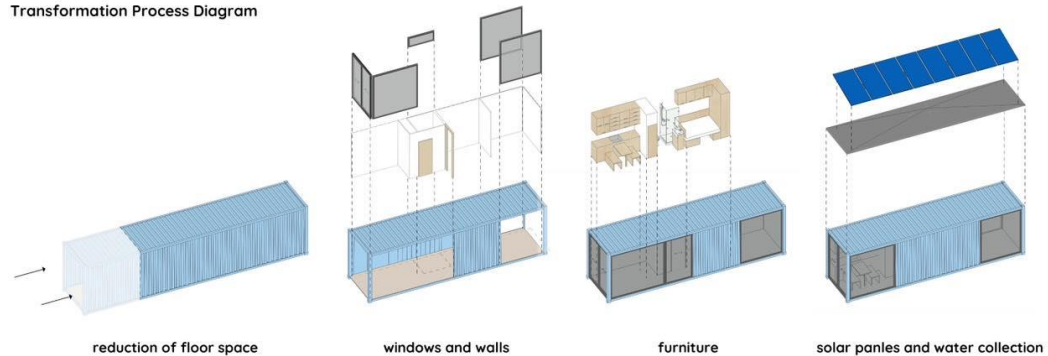 Transformation Process Diagram
reduction of floor space
windows and walls
furniture
solar panles and water collection